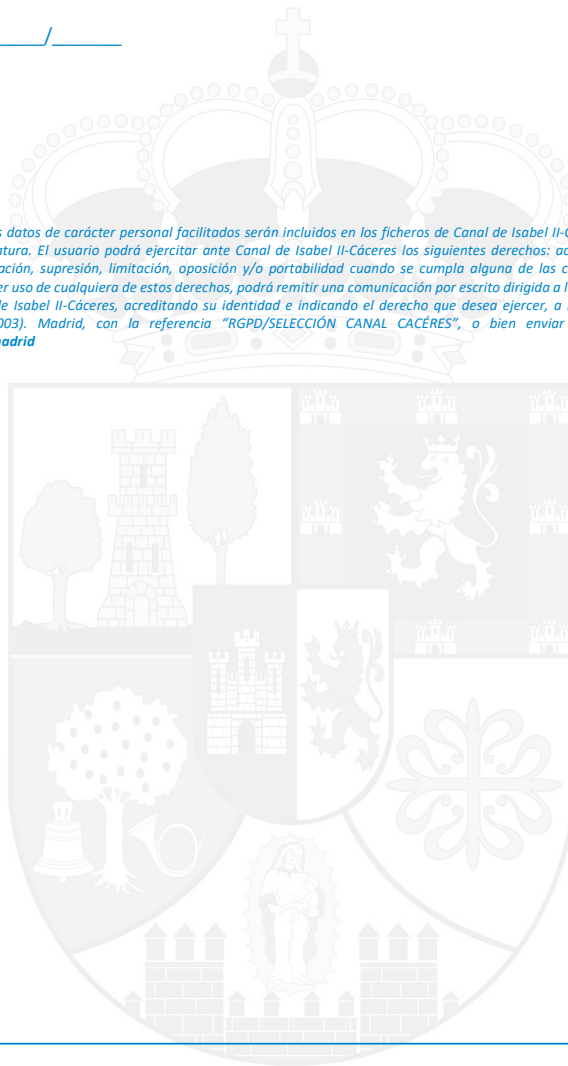 _____/_______
s datos de carácter personal facilitados serán incluidos en los ficheros de Canal de Isabel II-C
atura. El usuario podrá ejercitar ante Canal de Isabel II-Cáceres los siguientes derechos: ac
ación, supresión, limitación, oposición y/o portabilidad cuando se cumpla alguna de las c
er uso de cualquiera de estos derechos, podrá remitir una comunicación por escrito dirigida a l
de Isabel II-Cáceres, acreditando su identidad e indicando el derecho que desea ejercer, a
003). Madrid, con la referencia “RGPD/SELECCIÓN CANAL CACÉRES”, o bien enviar
adrid